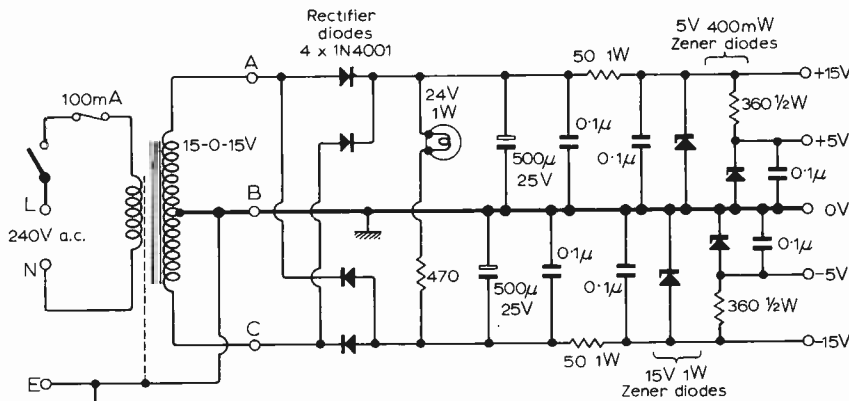 Rectifier
diodes
4 x 1N4001
5V 400mW
Zener diodes
A
50 1W
+15V
100mA
24V
1W
360 ½W
15-0-15V
0·1µ
0·1µ
+5V
500µ
25V
0·1µ
L
B
0V
240V a.c.
N
0·1µ
0·1µ
-5V
470
500µ
25V
0·1µ
360 ½W
C
-15V
50 1W
15V 1W
Zener diodes
E